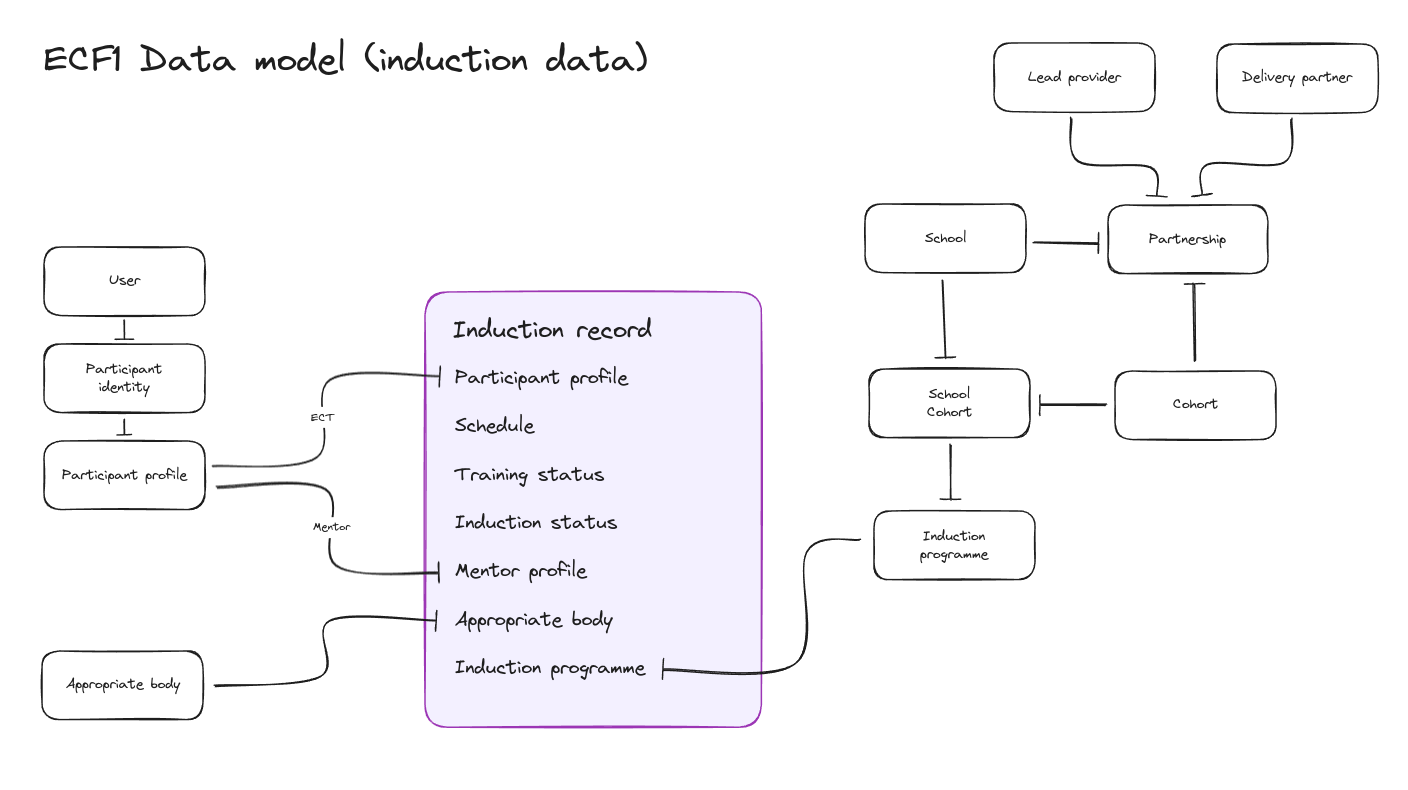 ECF1 Data model (induction data)
Lead provider
Delivery partner
School
Partnership
User
Participant
identity
Participant profile
ECT
Mentor
Appropriate body
Induction record
Participant profile
Schedule
Training status
Induction status
Mentor profile
Appropriate body
Induction programme
School
Cohort
Cohort
Induction
programme